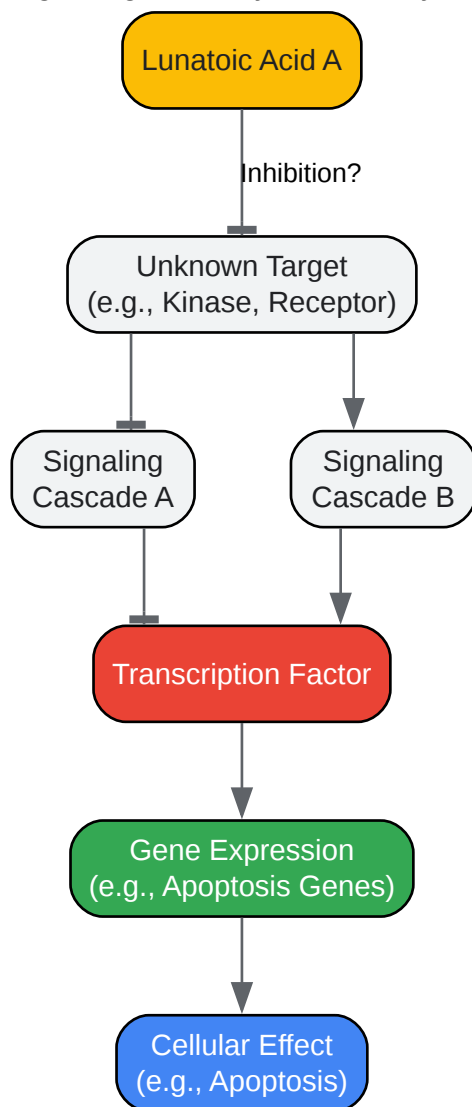 Lunatoic Acid A
Inhibition?
Unknown Target
(e.g., Kinase, Receptor)
Signaling
Cascade A
Signaling
Cascade B
Transcription Factor
Gene Expression
(e.g., Apoptosis Genes)
Cellular Effect
(e.g., Apoptosis)